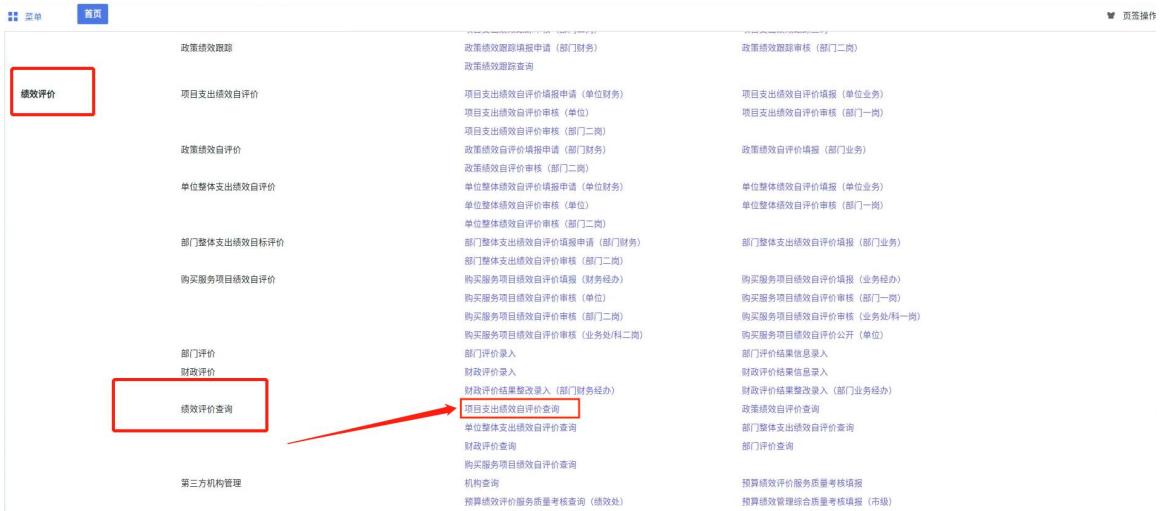 菜单 首页 页签操作
政策绩效跟踪 政策绩效跟踪填报申请（部门财务） 政策绩效跟踪审核（部门二岗）
政策绩效跟踪查询
绩效评价 项目支出绩效自评价 项目支出绩效自评价填报申请（单位财务） 项目支出绩效自评价填报（单位业务）
项目支出绩效自评价审核（单位） 项目支出绩效自评价审核（部门一岗）
项目支出绩效自评价审核（部门二岗）
政策绩效自评价 政策绩效自评价填报申请（部门财务） 政策绩效自评价填报（部门业务）
政策绩效自评价审核（部门二岗）
单位整体支出绩效自评价 单位整体绩效自评价填报申请（单位财务） 单位整体绩效自评价填报（单位业务）
单位整体绩效自评价审核（单位） 单位整体绩效自评价审核（部门一岗）
单位整体绩效自评价审核（部门二岗）
部门整体支出绩效目标评价 部门整体支出绩效自评价填报申请（部门财务） 部门整体支出绩效自评价填报（部门业务）
部门整体支出绩效自评价审核（部门二岗）
购买服务项目绩效自评价 购买服务项目绩效自评价填报（财务经办） 购买服务项目绩效自评价填报（业务经办）
购买服务项目绩效自评价审核（单位） 购买服务项目绩效自评价审核（部门一岗）
购买服务项目绩效自评价审核（部门二岗） 购买服务项目绩效自评价审核（业务处/科一岗）
购买服务项目绩效自评价审核（业务处/科二岗） 购买服务项目绩效自评价公开（单位）
部门评价 部门评价录入 部门评价结果信息录入
财政评价 财政评价录入 财政评价结果信息录入
财政评价结果整改录入（部门财务经办） 财政评价结果整改录入（部门业务经办）
绩效评价查询 项目支出绩效自评价查询 政策绩效自评价查询
单位整体支出绩效自评价查询 部门整体支出绩效自评价查询
财政评价查询 部门评价查询
购买服务项目绩效自评价查询
第三方机构管理 机构查询 预算绩效评价服务质量考核填报
预算绩效评价服务质量考核查询（绩效处） 预算绩效管理综合质量考核填报（市级）